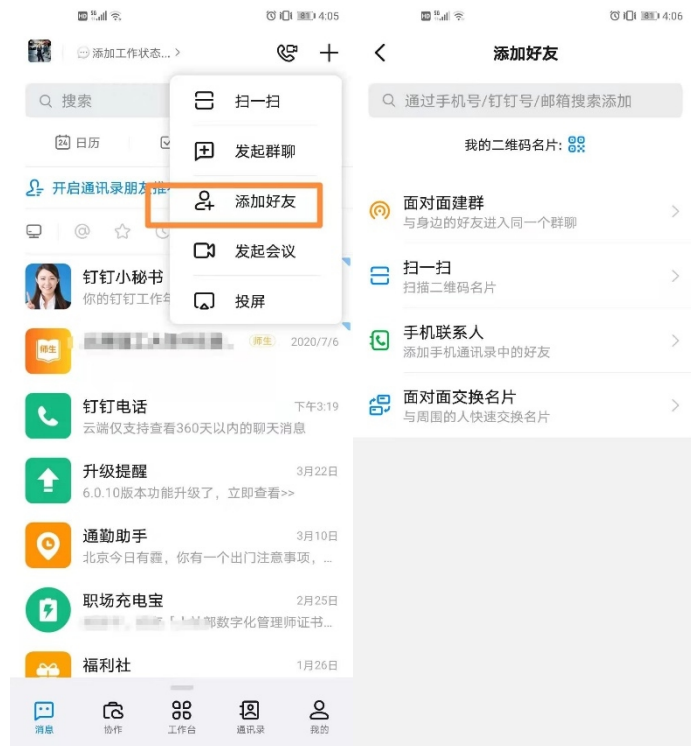 4:05
添加工作状态... >
搜索
扫一扫
24
日历
发起群聊
开启通讯录朋友推
添加好友
发起会议
钉钉小秘书
你的钉钉工作年
投屏
师生
师生
2020/7/6
钉钉电话
下午3:19
云端仅支持查看360天以内的聊天消息
升级提醒
3月22日
6.0.10版本功能升级了，立即查看>>
通勤助手
3月10日
北京今日有霾，你有一个出门注意事项，...
职场充电宝
2月25日
部数字化管理师证书...
福利社
1月26日
消息
协作
工作台
通讯录
我的
4:06
添加好友
通过手机号/钉钉号/邮箱搜索添加
我的二维码名片:
面对面建群
与身边的好友进入同一个群聊
扫一扫
扫描二维码名片
手机联系人
添加手机通讯录中的好友
面对面交换名片
与周围的人快速交换名片